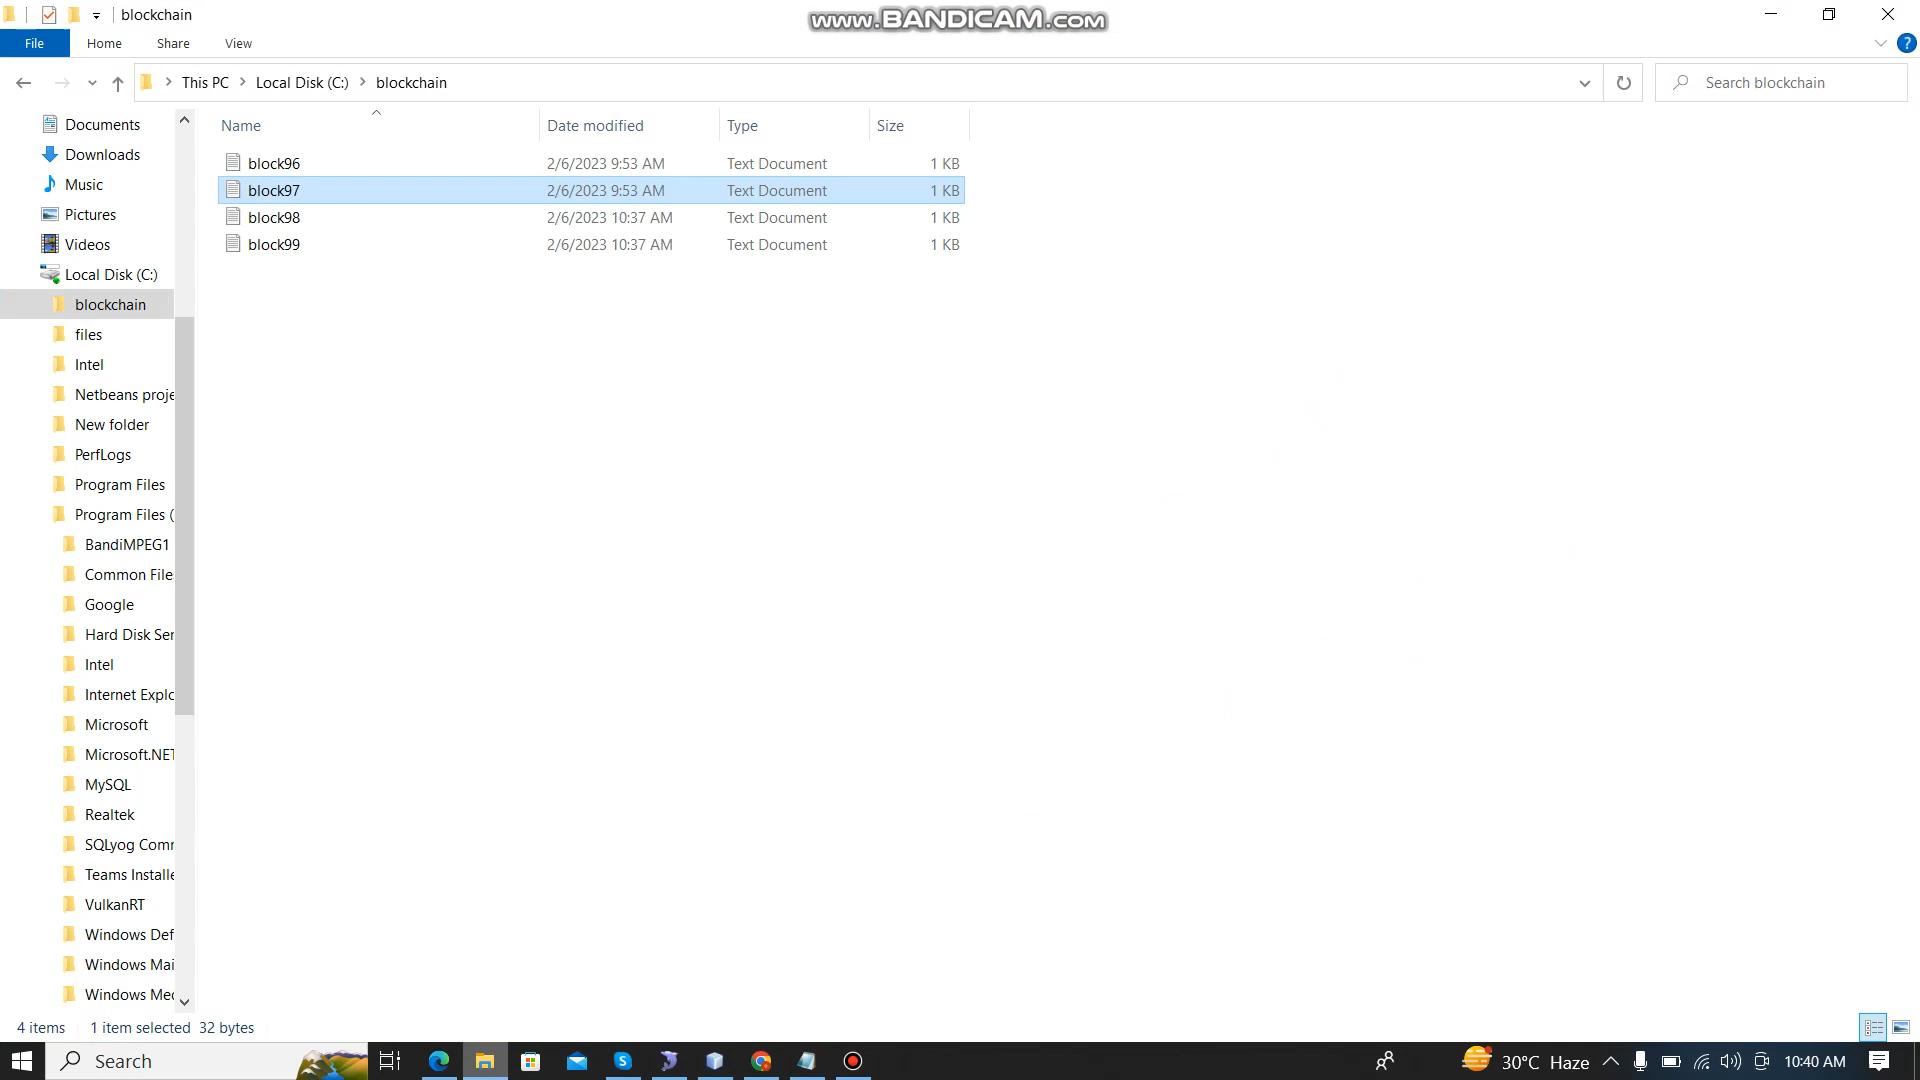 blockchain
www.BANDICAM.com
File Home Share View
?
This PC Local Disk (C:) blockchain
Search blockchain
Name Date modified Type Size
block96 2/6/2023 9:53 AM Text Document 1 KB
block97 2/6/2023 9:53 AM Text Document 1 KB
block98 2/6/2023 10:37 AM Text Document 1 KB
block99 2/6/2023 10:37 AM Text Document 1 KB
Documents
Downloads
Music
Pictures
Videos
Local Disk (C:)
blockchain
files
Intel
Netbeans proje
New folder
PerfLogs
Program Files
Program Files (
BandiMPEG1
Common File
Google
Hard Disk Ser
Intel
Internet Explo
Microsoft
Microsoft.NET
MySQL
Realtek
SQLyog Comm
Teams Installe
VulkanRT
Windows Def
Windows Mai
Windows Med
4 items 1 item selected 32 bytes
Search
30°C Haze
10:40 AM